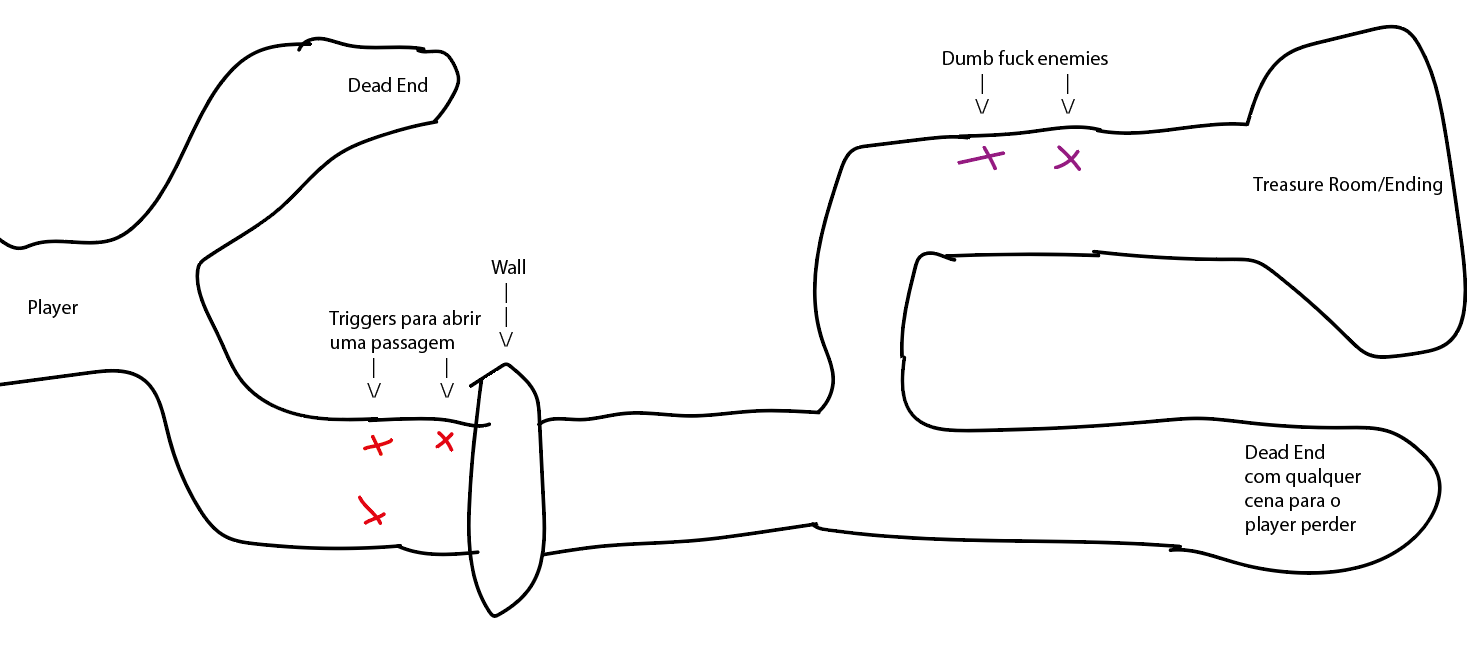 Dead End
Dumb fuck enemies
Treasure Room/Ending
Wall
Player
Triggers para abrir
uma passagem
Dead End
com qualquer
cena para o
player perder